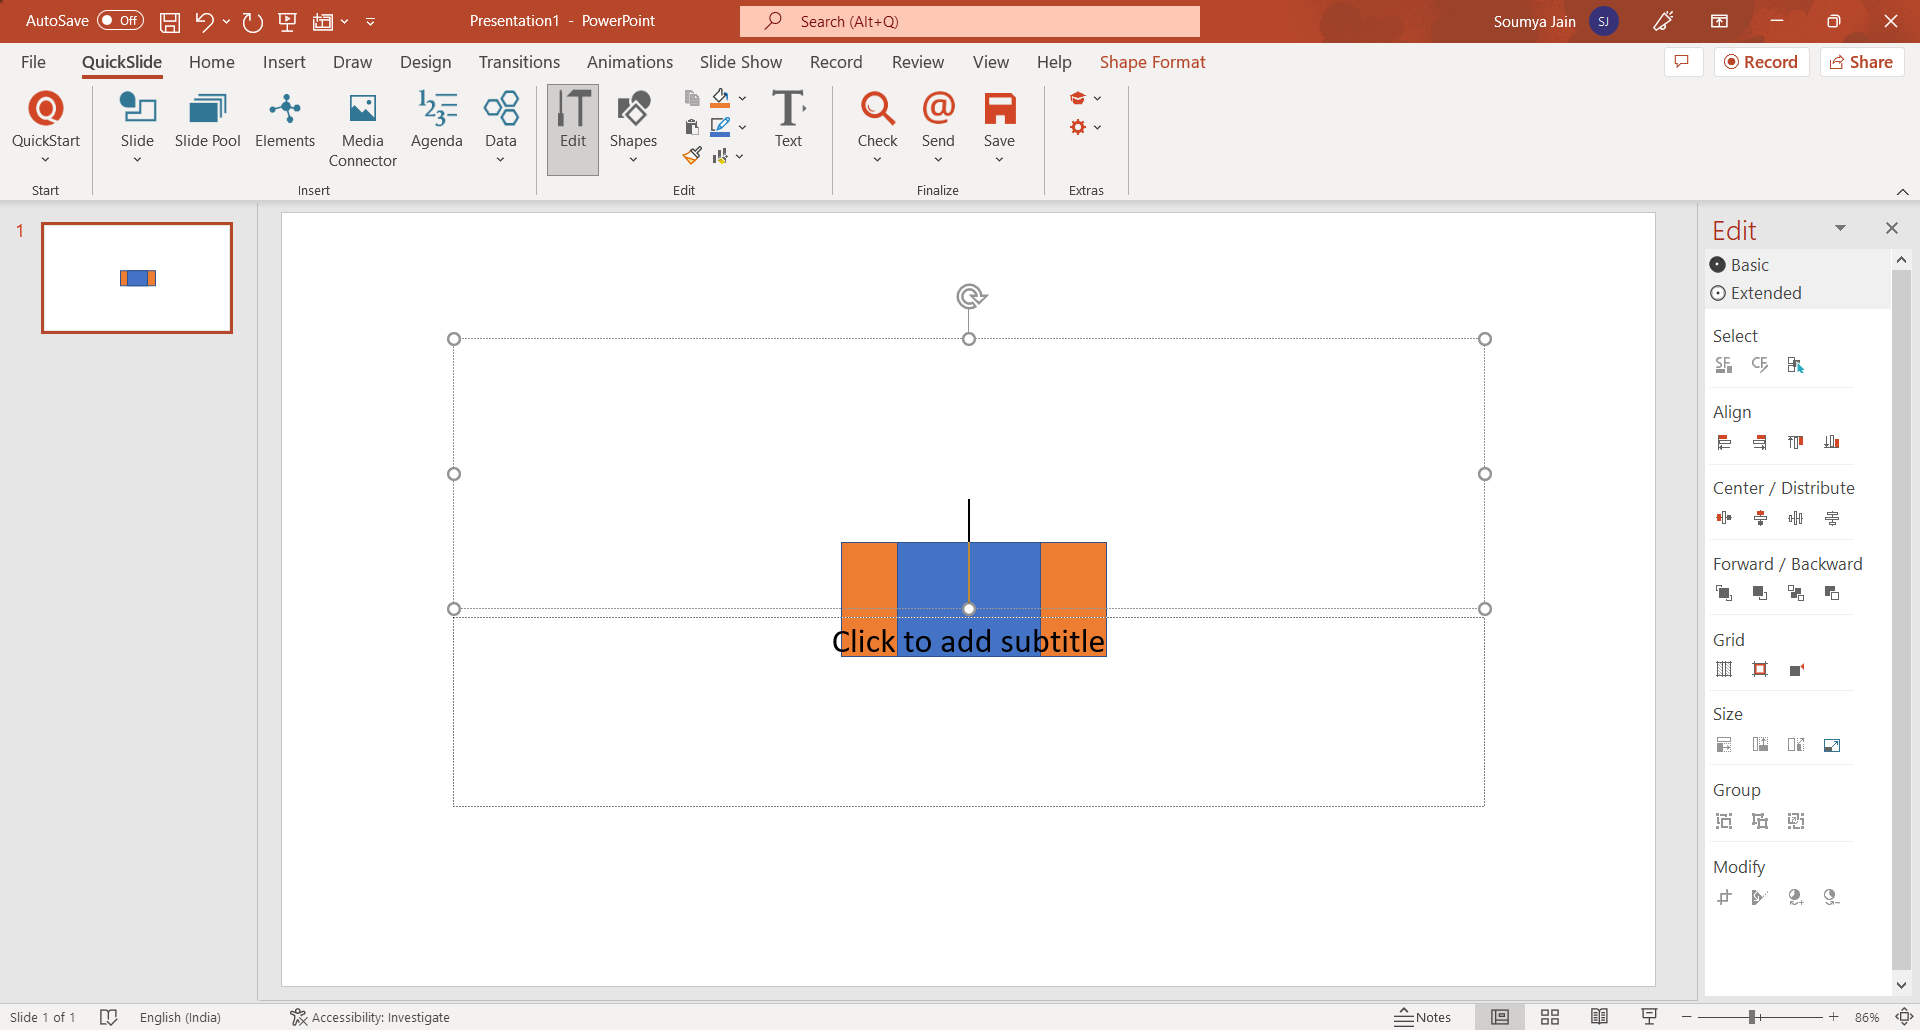 AutoSave Off Presentation1 - PowerPoint Search (Alt+Q) Soumya Jain SJ
File QuickSlide Home Insert Draw Design Transitions Animations Slide Show Record Review View Help Shape Format Record Share
QuickStart Slide Slide Pool Elements Media Connector Agenda Data Edit Shapes Text Check Send Save
Start Insert Edit Finalize Extras
1
Edit
Basic
Extended
Select
SF CF
Align
Center / Distribute
Forward / Backward
Grid
Size
Group
Modify
Click to add subtitle
Slide 1 of 1 English (India) Accessibility: Investigate Notes 86%